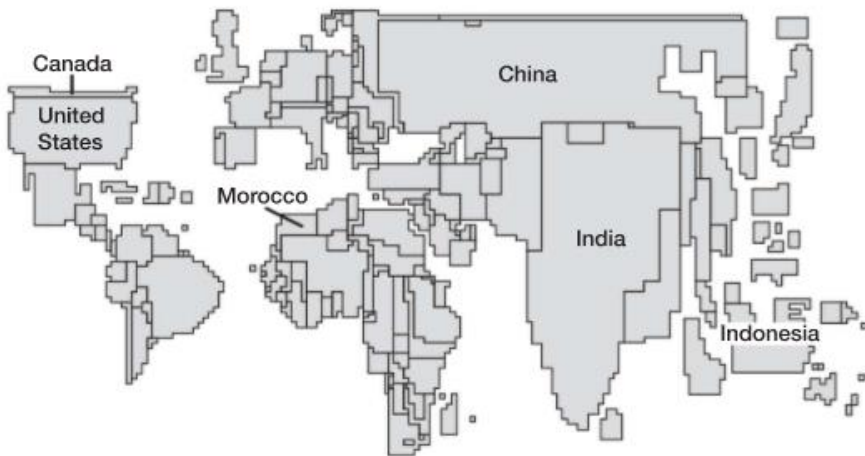 Canada
United
States
China
Morocco
India
Indonesia